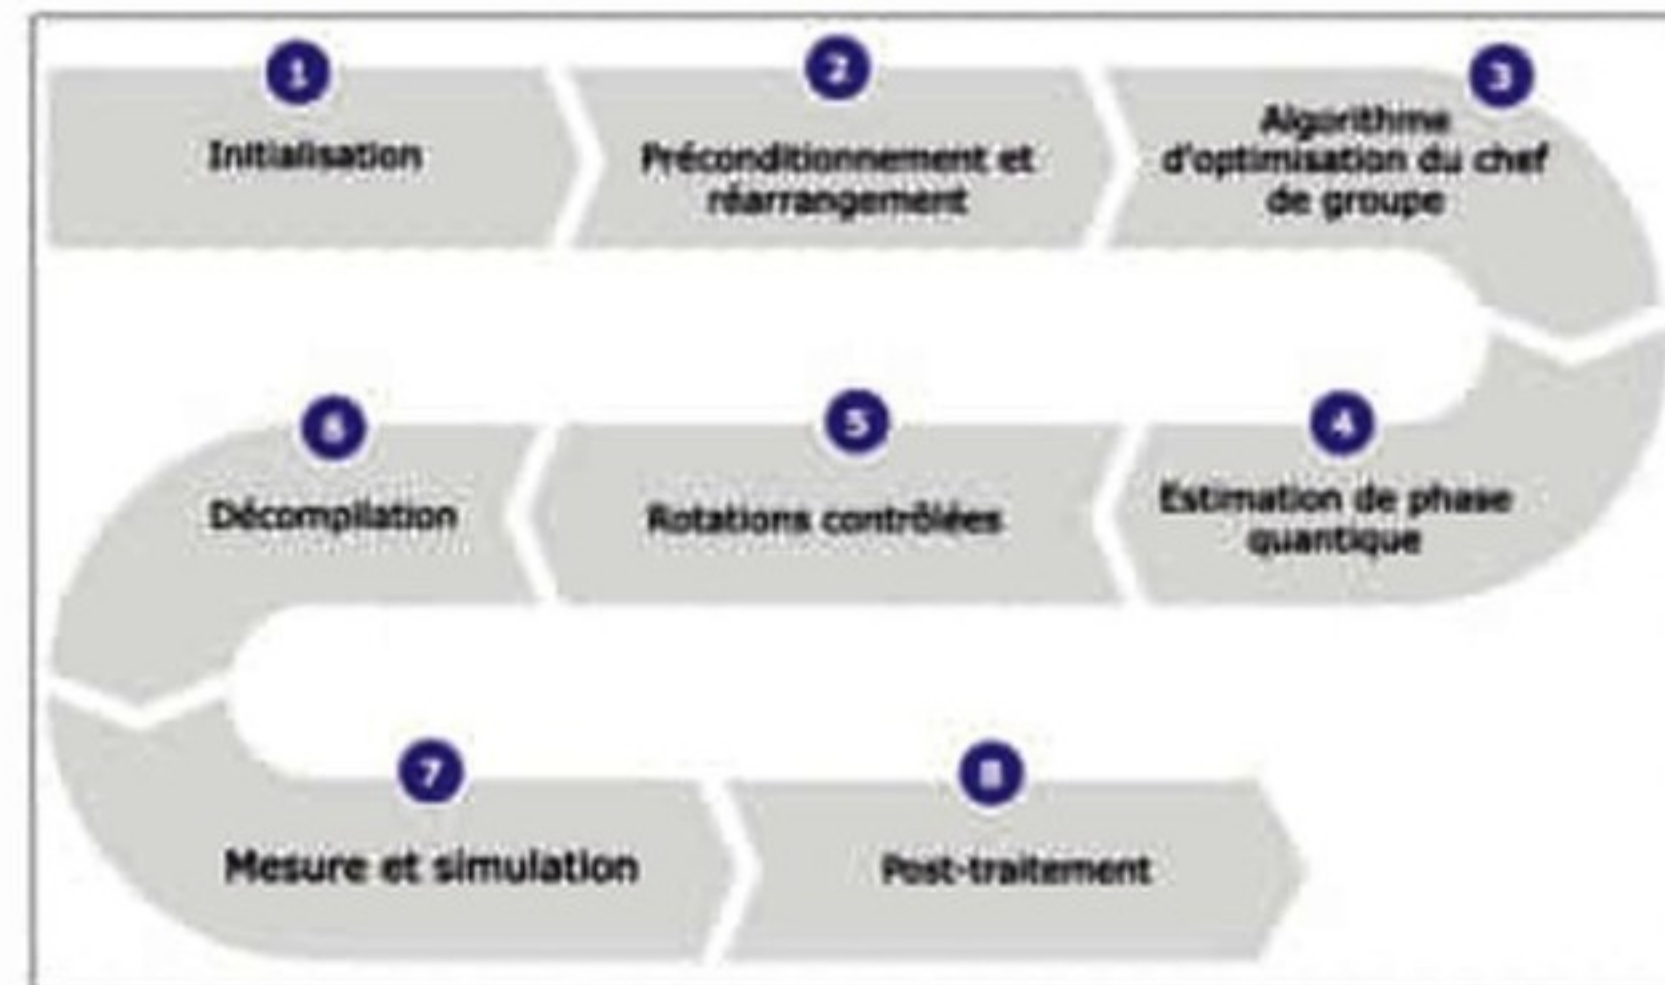 1
Initialisation
2
Préconditionnement et
réarrangement
3
Algorithme
d'optimisation du chef
de groupe
4
Estimation de phase
quantique
5
Rotations contrôlées
6
Décompilation
7
Mesure et simulation
8
Post-traitement